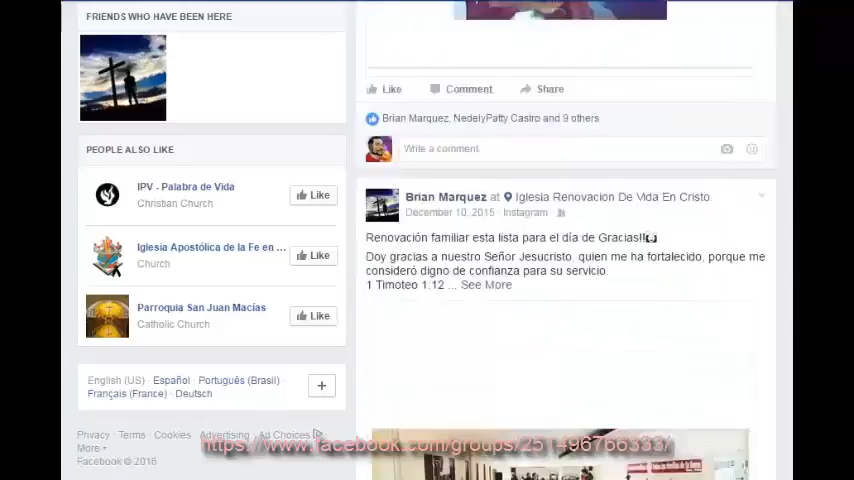 FRIENDS WHO HAVE BEEN HERE
PEOPLE ALSO LIKE
IPV - Palabra de Vida
Christian Church
Like
Iglesia Apostólica de la Fe en ...
Church
Like
Parroquia San Juan Macías
Catholic Church
Like
English (US) · Español · Português (Brasil) ·
Français (France) · Deutsch
+
Privacy · Terms · Cookies · Advertising · Ad Choices ·
More
Facebook © 2016
Like Comment Share
Brian Marquez, NedelyPatty Castro and 9 others
Write a comment
Brian Marquez at Iglesia Renovacion De Vida En Cristo.
December 10, 2015 · Instagram ·
Renovación familiar esta lista para el día de Gracias!!
Doy gracias a nuestro Señor Jesucristo, quien me ha fortalecido, porque me
consideró digno de confianza para su servicio.
1 Timoteo 1:12 ... See More